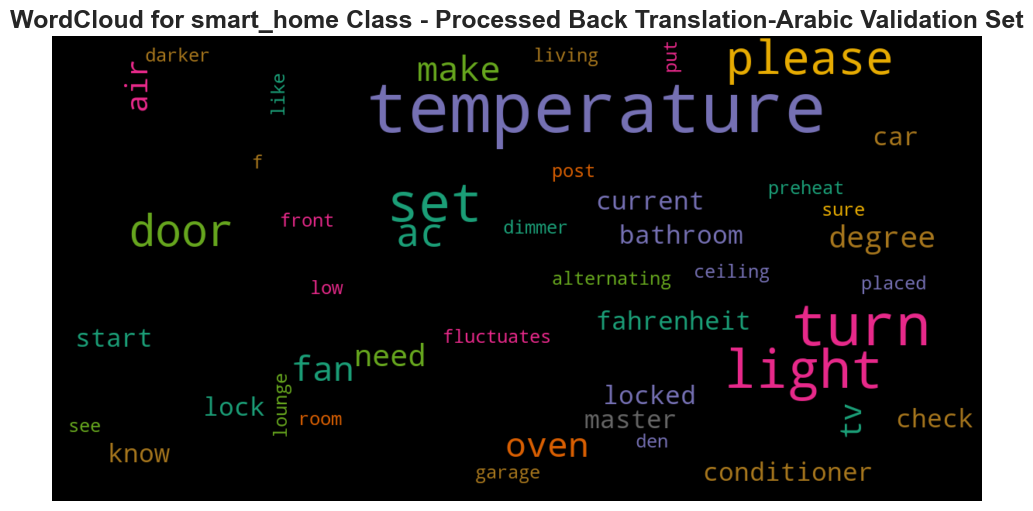 WordCloud for smart_home Class - Processed Back Translation-Arabic Validation Set
darker
living
put
please
air
like
make
temperature
car
f
post
preheat
set
current
sure
door
front
ac
dimmer
bathroom
degree
alternating
ceiling
low
placed
start
fluctuates
fahrenheit
turn
fan
need
light
lock
lounge
room
locked
master
tv
check
see
know
oven
den
garage
conditioner